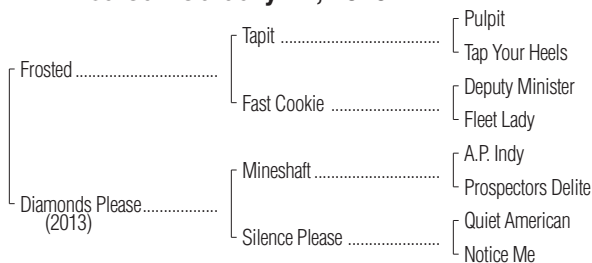 Pulpit
Tapit ........................................
Tap Your Heels
Frosted ....................................
Deputy Minister
Fast Cookie ...........................
Fleet Lady
A.P. Indy
Mineshaft ................................
Prospectors Delite
Diamonds Please...................
(2013)
Quiet American
Silence Please .......................
Notice Me